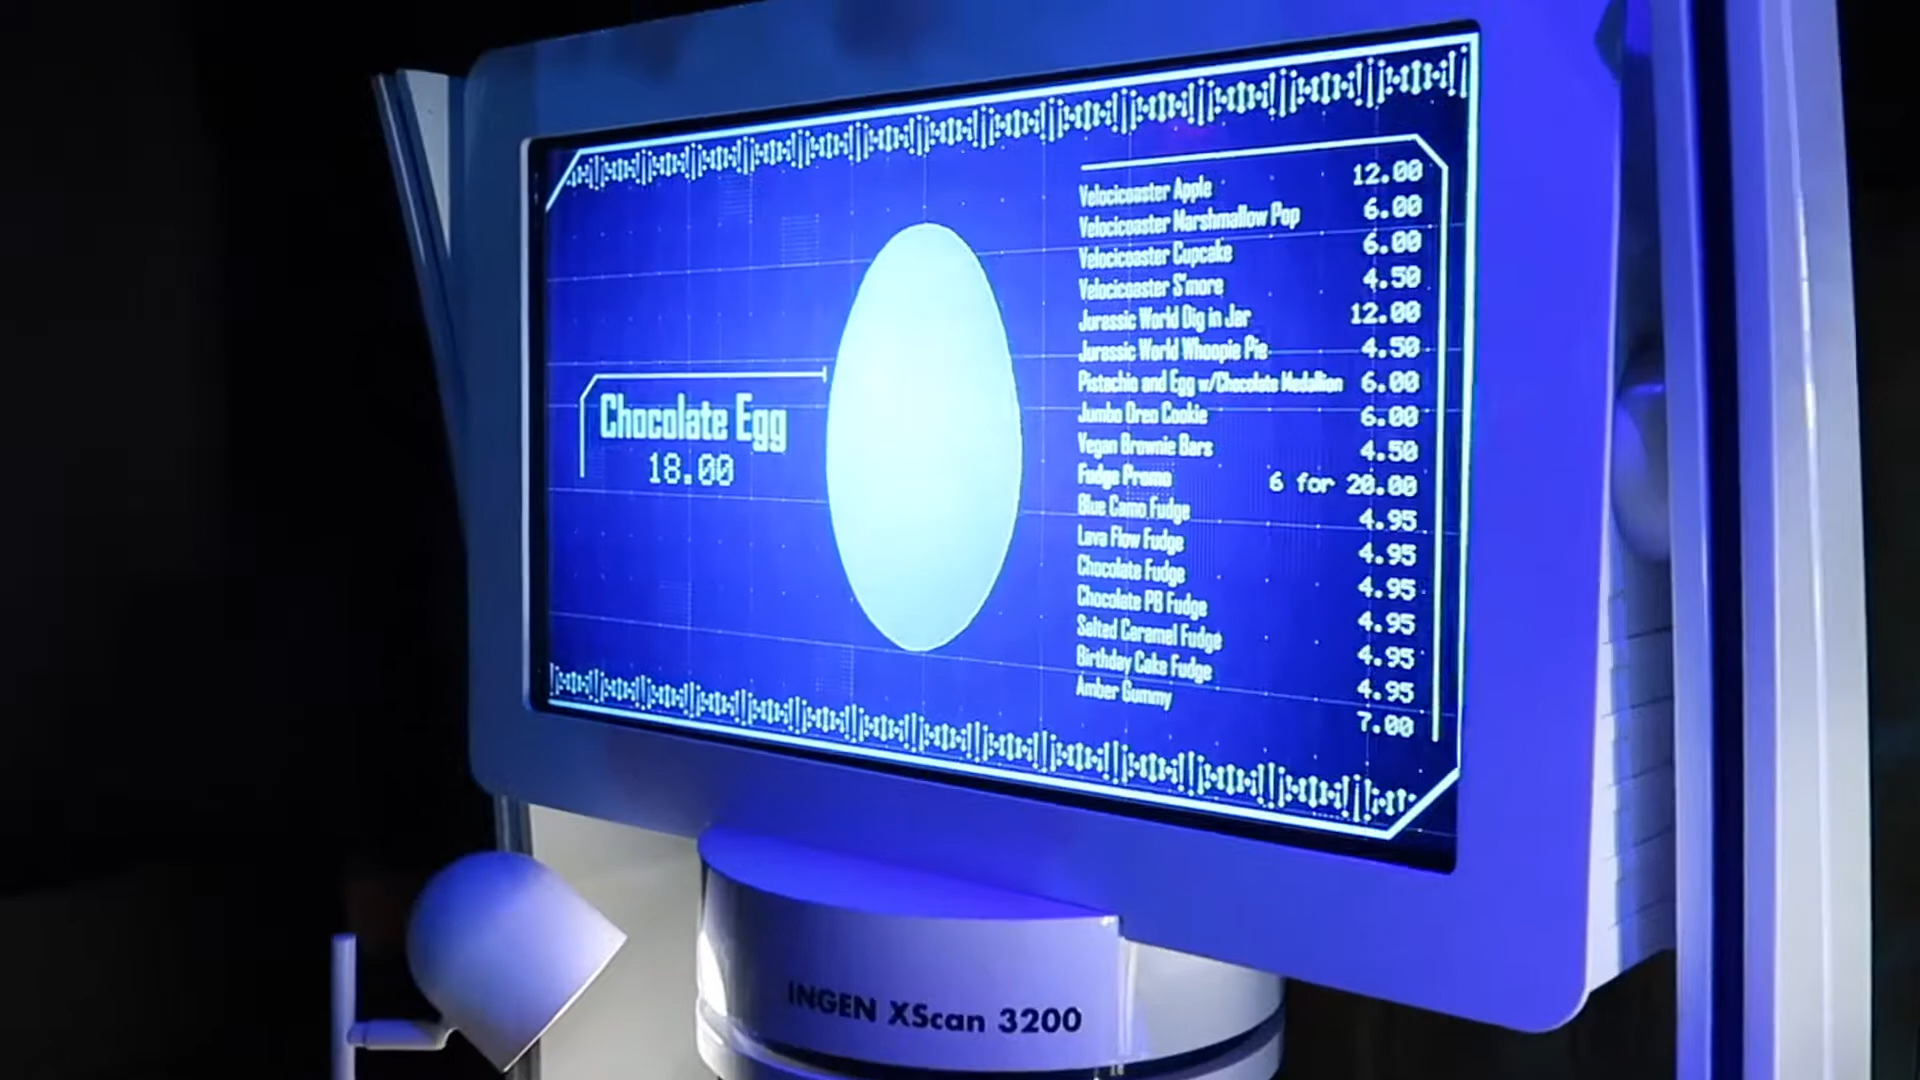 Chocolate Egg
18.00
Velocicoaster Apple 12.00
Velocicoaster Marshmallow Pop 6.00
Velocicoaster Cupcake 6.00
Velocicoaster S'more 4.50
Jurassic World Dig in Jar 12.00
Jurassic World Whoopie Pie 4.50
Pistachio and Egg w/Chocolate Medallion 6.00
Jumbo Oreo Cookie 6.00
Vegan Brownie Bars 4.50
Fudge Promo 6 for 20.00
Blue Camo Fudge 4.95
Lava Flow Fudge 4.95
Chocolate Fudge 4.95
Chocolate PB Fudge 4.95
Salted Caramel Fudge 4.95
Birthday Cake Fudge 4.95
Amber Gummy 7.00
INGEN XScan 3200